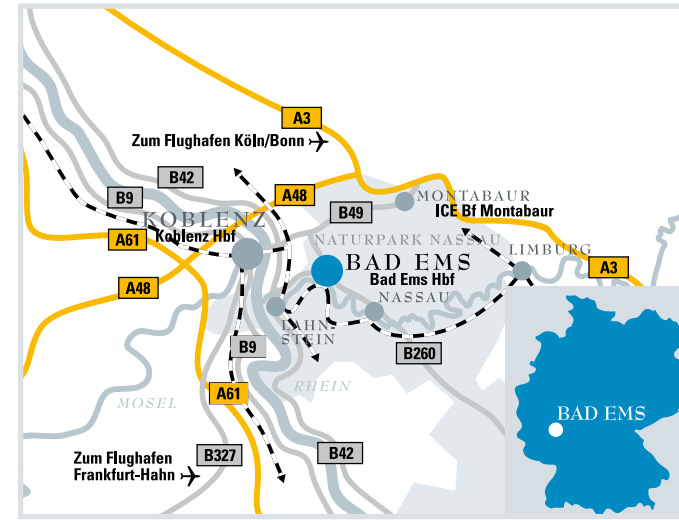 A3
Zum Flughafen Köln/Bonn
B42
B9
A48
MONTABAUR
ICE Bf Montabaur
B49
KOBLENZ
Koblenz Hbf
A61
NATURPARK NASSAU
LIMBURG
BAD EMS
Bad Ems Hbf
A3
A48
NASSAU
LAHN-
STEIN
B9
B260
RHEIN
A61
MOSEL
BAD EMS
Zum Flughafen
Frankfurt-Hahn
B327
B42